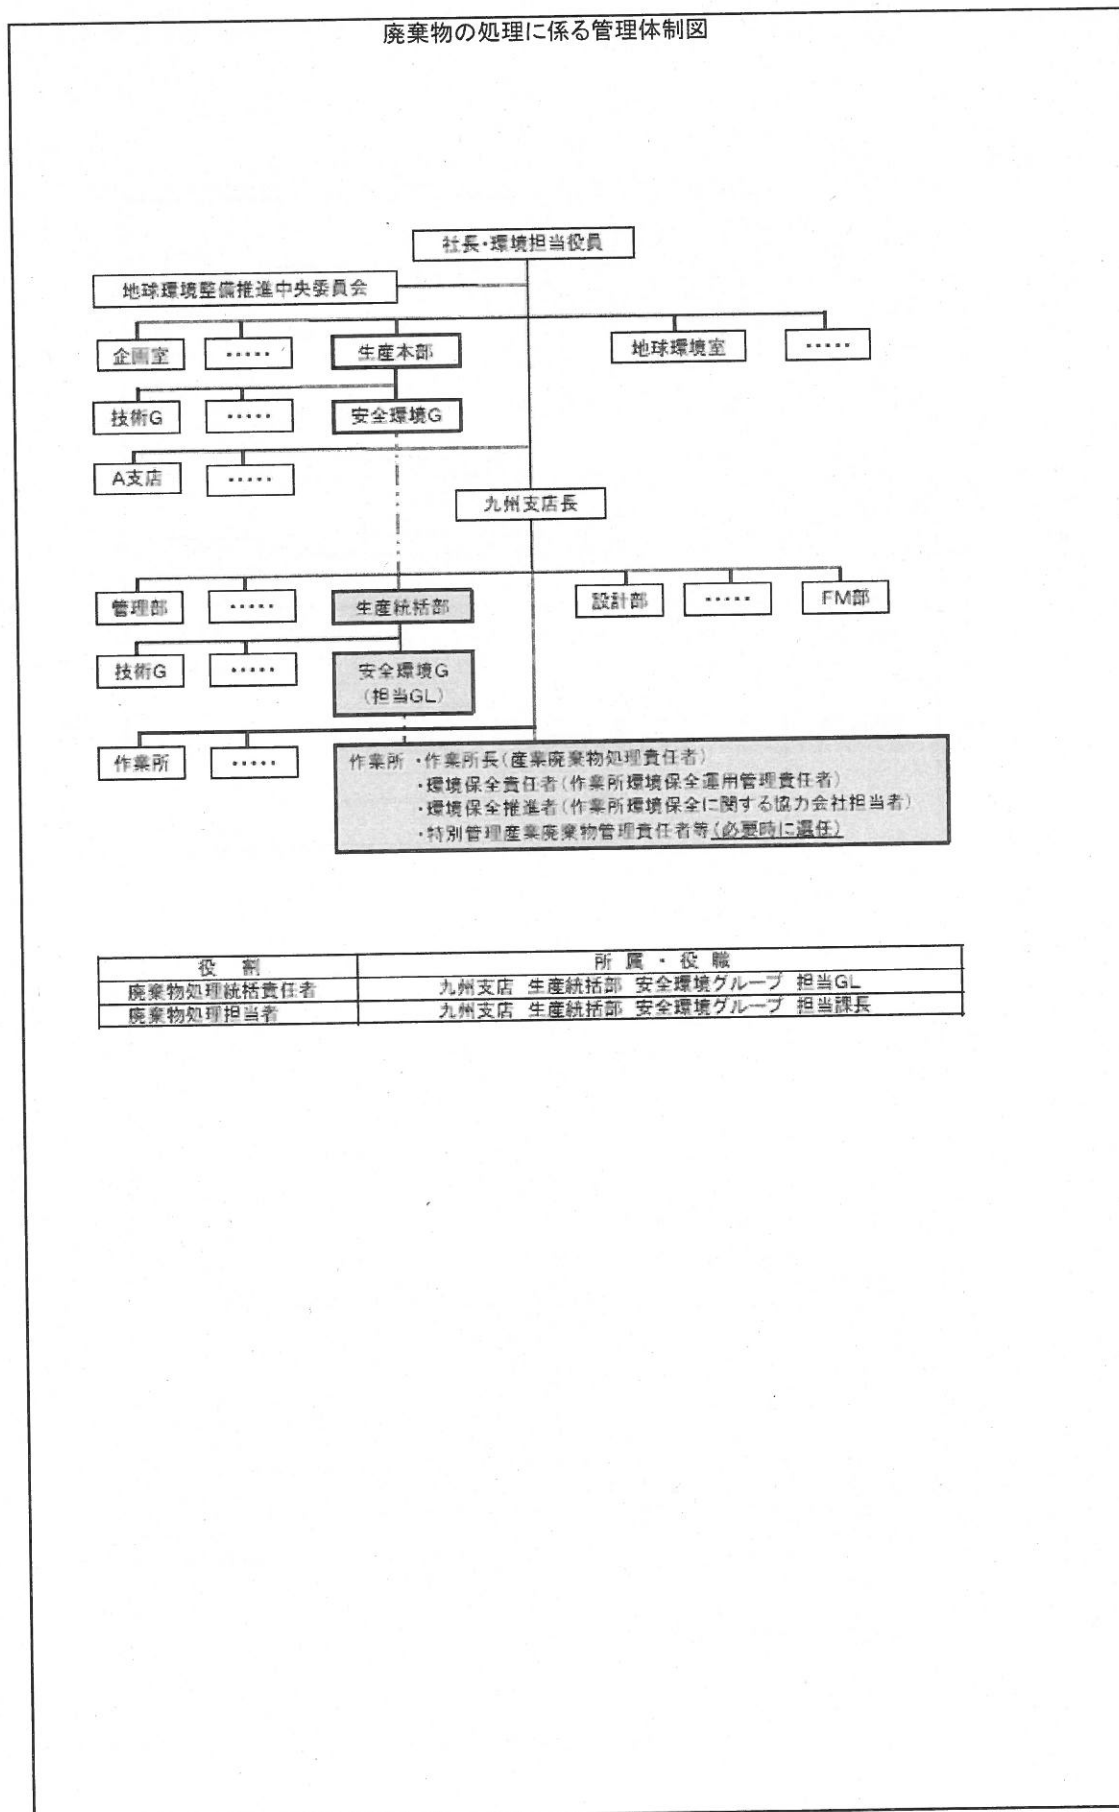 廃棄物の処理に係る管理体制図
社長・環境担当役員
地球環境整備推進中央委員会
企画室
・・・・・
生産本部
地球環境室
・・・・・
技術G
・・・・・
安全環境G
A支店
・・・・・
九州支店長
管理部
・・・・・
生産統括部
設計部
・・・・・
FM部
技術G
・・・・・
安全環境G
(担当GL)
作業所
・・・・・
作業所 ・作業所長(産業廃棄物処理責任者)
・環境保全責任者(作業所環境保全運用管理責任者)
・環境保全推進者(作業所環境保全に関する協力会社担当者)
・特別管理産業廃棄物管理責任者等(必要時に選任)
役 割 所 属 ・ 役 職
廃棄物処理統括責任者 九州支店 生産統括部 安全環境グループ 担当GL
廃棄物処理担当者 九州支店 生産統括部 安全環境グループ 担当課長